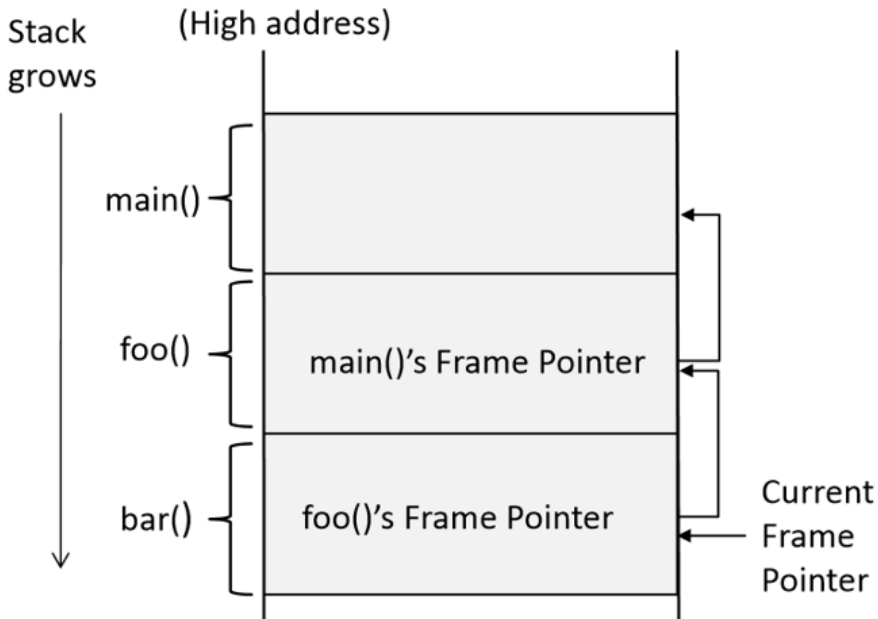 Stack
grows
(High address)
main()
foo()
main()’s Frame Pointer
bar()
foo()’s Frame Pointer
Current
Frame
Pointer